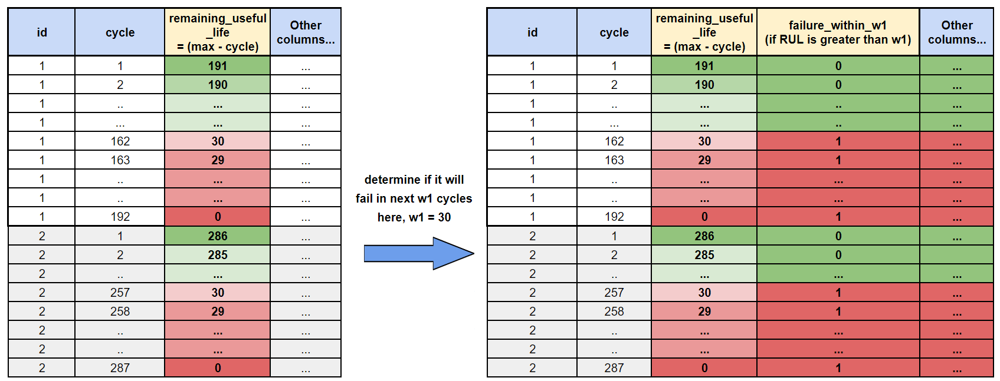 id cycle remaining_useful _life = (max - cycle) Other columns...
1 1 191 ...
1 2 190 ...
1 .. ... ...
1 ... ... ...
1 162 30 ...
1 163 29 ...
1 .. ... ...
1 .. ... ...
1 192 0 ...
2 1 286 ...
2 2 285 ...
2 .. ... ...
2 257 30 ...
2 258 29 ...
2 .. ... ...
2 .. ... ...
2 287 0 ...
determine if it will
fail in next w1 cycles
here, w1 = 30
id cycle remaining_useful _life = (max - cycle) failure_within_w1 (if RUL is greater than w1) Other columns...
1 1 191 0 ...
1 2 190 0 ...
1 .. ... .. ...
1 ... ... .. ...
1 162 30 1 ...
1 163 29 1 ...
1 .. ... ... ...
1 .. ... ... ...
1 192 0 1 ...
2 1 286 0 ...
2 2 285 0
2 .. ... ... ...
2 257 30 1 ...
2 258 29 1 ...
2 .. ... ... ...
2 .. ... ... ...
2 287 0 1 ...